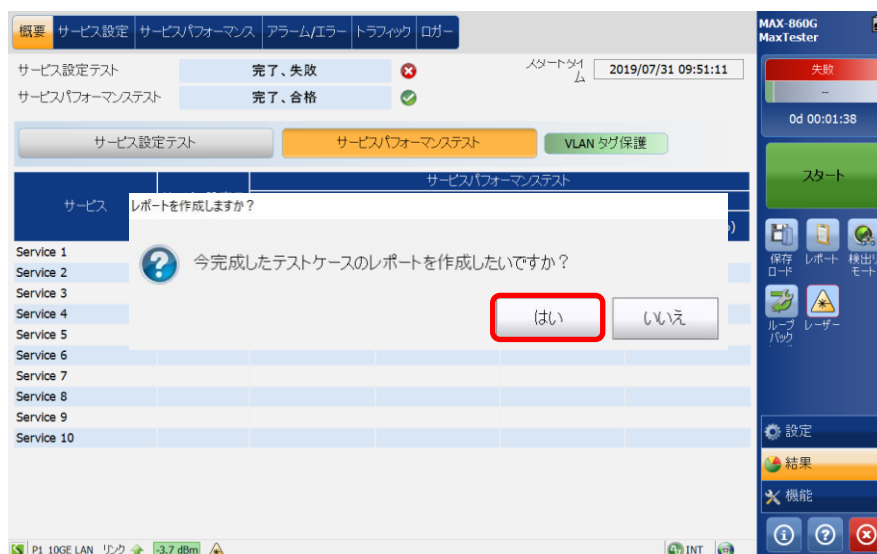 概要 サービス設定 サービスパフォーマンス アラーム/エラー トラフィック ロガー
MAX-860G
MaxTester
サービス設定テスト 完了、失敗
スタートタイム 2019/07/31 09:51:11
サービスパフォーマンステスト 完了、合格
失敗
--
0d 00:01:38
サービス設定テスト サービスパフォーマンステスト VLAN タグ保護
スタート
サービスパフォーマンステスト
サービス
レポートを作成しますか?
今完成したテストケースのレポートを作成したいですか?
はい いいえ
Service 1
Service 2
Service 3
Service 4
Service 5
Service 6
Service 7
Service 8
Service 9
Service 10
保存
ロード
レポート
検出リ
モート
ループ
バック
レーザー
設定
結果
機能
P1 10GE LAN リンク -3.7 dBm
INT